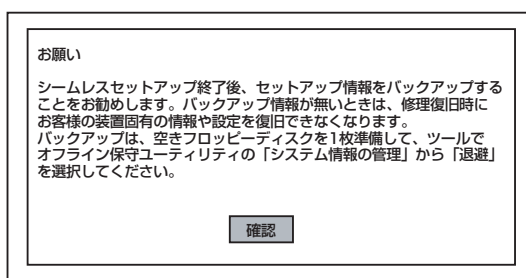 お願い
シームレスセットアップ終了後、セットアップ情報をバックアップする
ことをお勧めします。バックアップ情報が無いときは、修理復旧時に
お客様の装置固有の情報や設定を復旧できなくなります。
バックアップは、空きフロッピーディスクを1枚準備して、ツールで
オフライン保守ユーティリティの「システム情報の管理」から「退避」
を選択してください。
確認